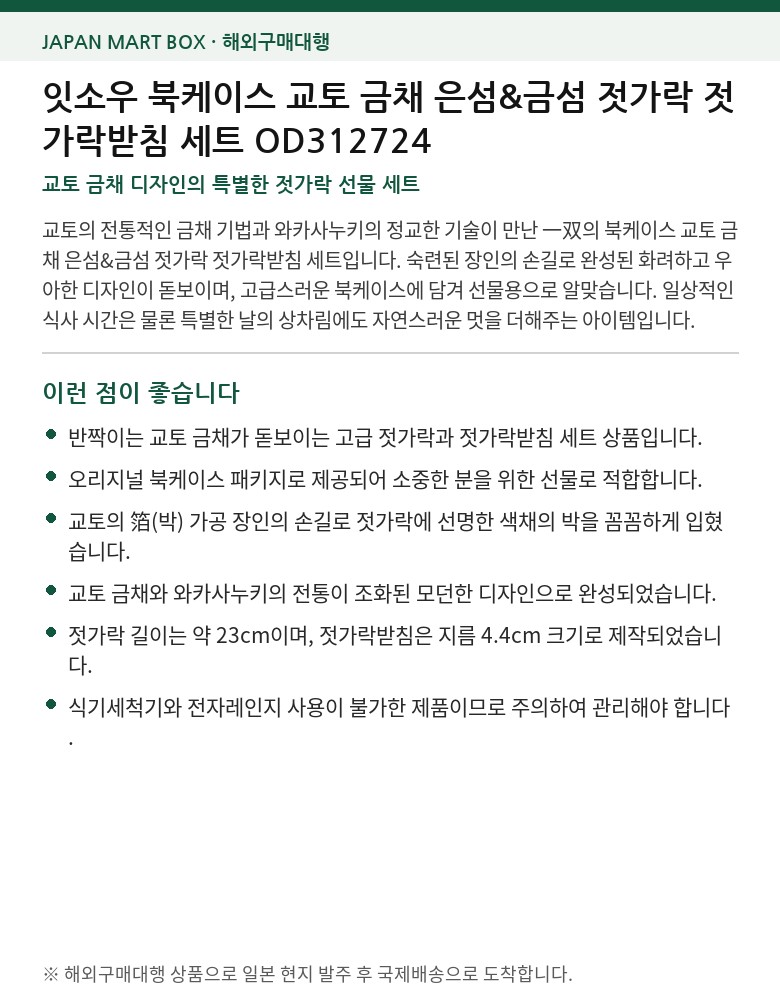 JAPAN MART BOX · 해외구매대행
잇소우 북케이스 교토 금채 은섬&금섬 젓가락 젓
가락받침 세트 OD312724
교토 금채 디자인의 특별한 젓가락 선물 세트
교토의 전통적인 금채 기법과 와카사누키의 정교한 기술이 만난 一双의 북케이스 교토 금
채 은섬&금섬 젓가락 젓가락받침 세트입니다. 숙련된 장인의 손길로 완성된 화려하고 우
아한 디자인이 돋보이며, 고급스러운 북케이스에 담겨 선물용으로 알맞습니다. 일상적인
식사 시간은 물론 특별한 날의 상차림에도 자연스러운 멋을 더해주는 아이템입니다.
이런 점이 좋습니다
반짝이는 교토 금채가 돋보이는 고급 젓가락과 젓가락받침 세트 상품입니다.
오리지널 북케이스 패키지로 제공되어 소중한 분을 위한 선물로 적합합니다.
교토의 箔(박) 가공 장인의 손길로 젓가락에 선명한 색채의 박을 꼼꼼하게 입혔
습니다.
교토 금채와 와카사누키의 전통이 조화된 모던한 디자인으로 완성되었습니다.
젓가락 길이는 약 23cm이며, 젓가락받침은 지름 4.4cm 크기로 제작되었습니
다.
식기세척기와 전자레인지 사용이 불가한 제품이므로 주의하여 관리해야 합니다
.
※ 해외구매대행 상품으로 일본 현지 발주 후 국제배송으로 도착합니다.